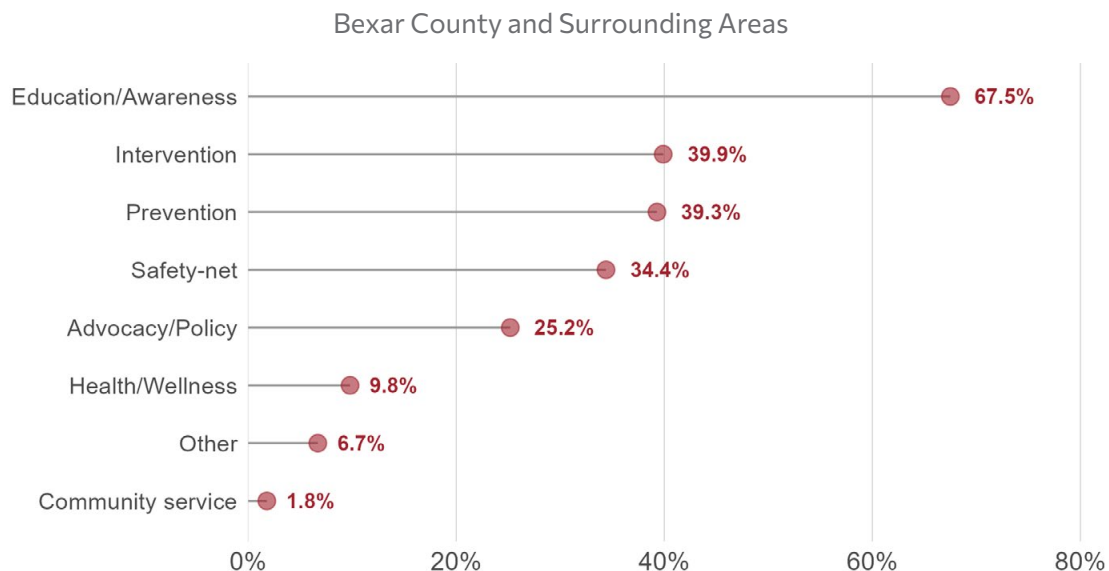 Bexar County and Surrounding Areas
Education/Awareness 67.5%
Intervention 39.9%
Prevention 39.3%
Safety-net 34.4%
Advocacy/Policy 25.2%
Health/Wellness 9.8%
Other 6.7%
Community service 1.8%
0% 20% 40% 60% 80%